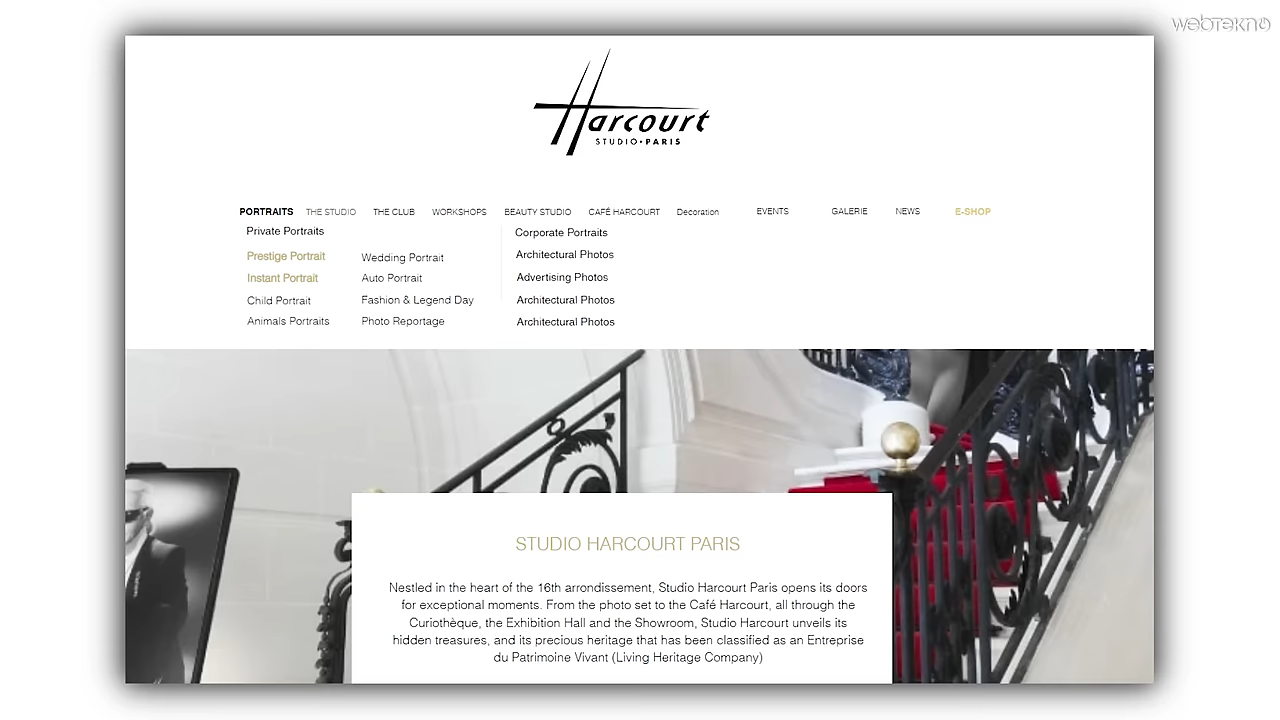 webtekno
Harcourt
STUDIO•PARIS
PORTRAITS THE STUDIO THE CLUB WORKSHOPS BEAUTY STUDIO CAFÉ HARCOURT Decoration EVENTS GALERIE NEWS E-SHOP
Private Portraits Corporate Portraits
Prestige Portrait Wedding Portrait Architectural Photos
Instant Portrait Auto Portrait Advertising Photos
Child Portrait Fashion & Legend Day Architectural Photos
Animals Portraits Photo Reportage Architectural Photos
STUDIO HARCOURT PARIS
Nestled in the heart of the 16th arrondissement, Studio Harcourt Paris opens its doors
for exceptional moments. From the photo set to the Café Harcourt, all through the
Curiothèque, the Exhibition Hall and the Showroom, Studio Harcourt unveils its
hidden treasures, and its precious heritage that has been classified as an Entreprise
du Patrimoine Vivant (Living Heritage Company)